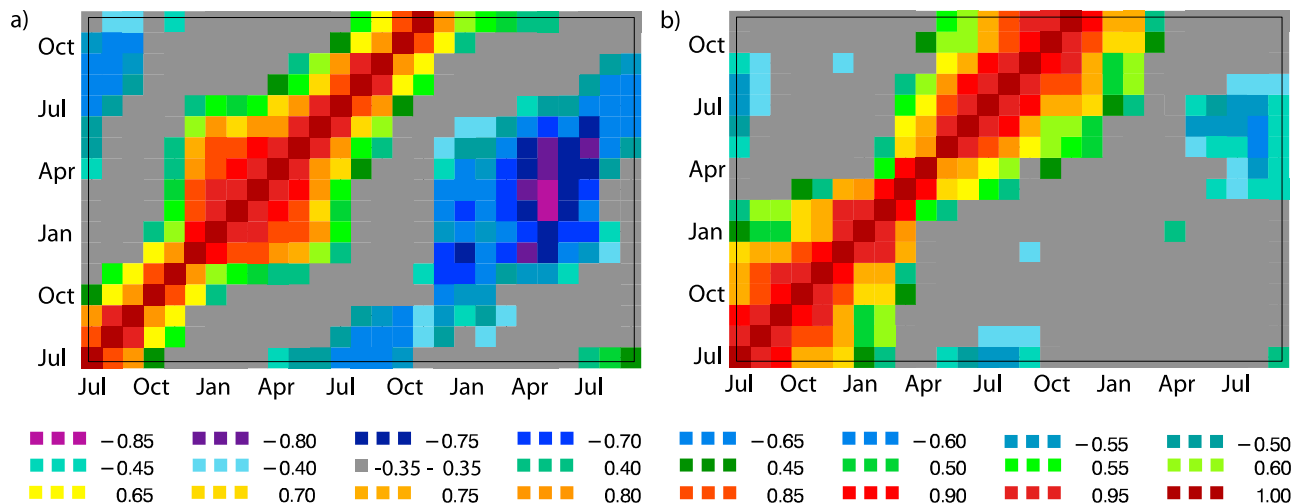 a)
Oct
Jul
Apr
Jan
Oct
Jul
Jul Oct Jan Apr Jul Oct Jan Apr Jul
b)
Oct
Jul
Apr
Jan
Oct
Jul
Jul Oct Jan Apr Jul Oct Jan Apr Jul
−0.85 −0.80 −0.75 −0.70 −0.65 −0.60 −0.55 −0.50
−0.45 −0.40 -0.35 - 0.35 0.40 0.45 0.50 0.55 0.60
0.65 0.70 0.75 0.80 0.85 0.90 0.95 1.00